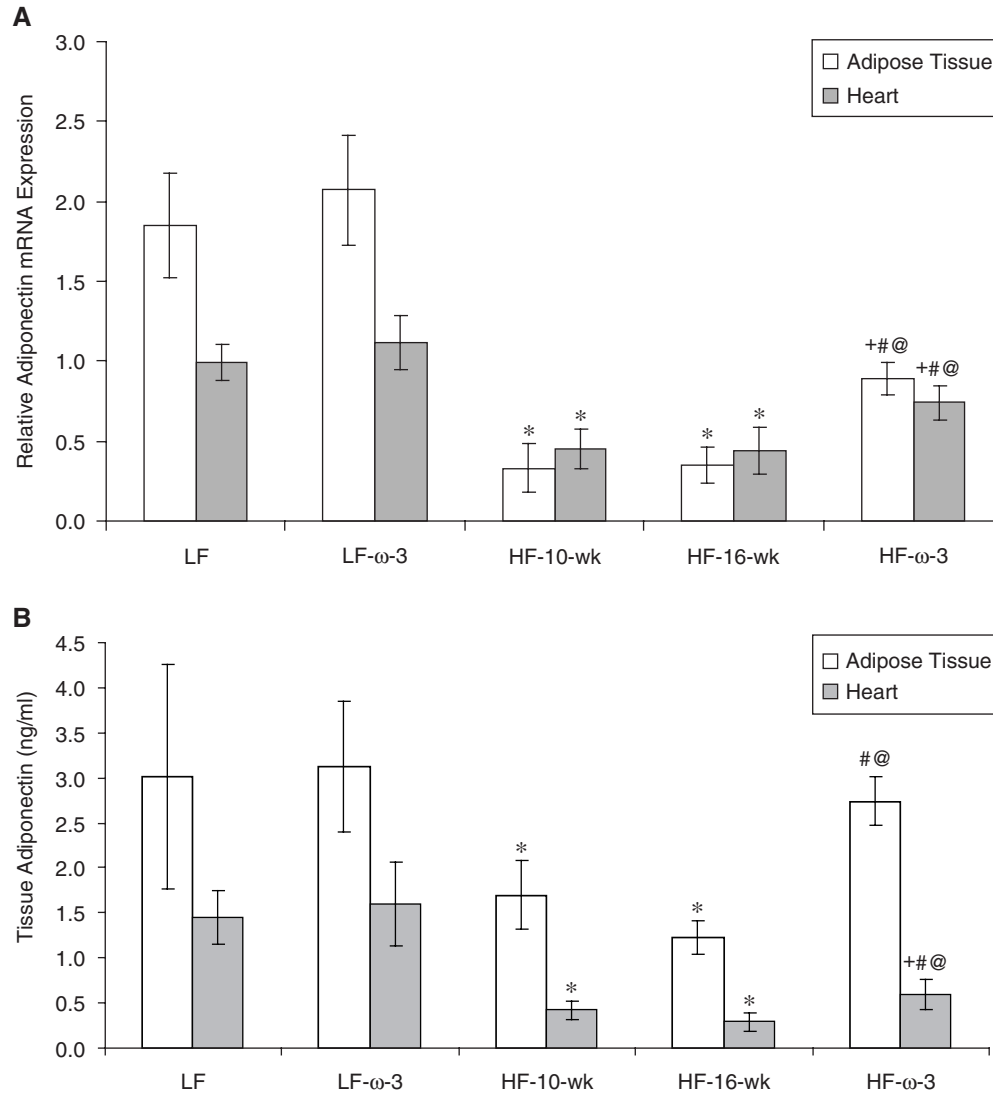 A
Relative Adiponectin mRNA Expression
3.0
2.5
2.0
1.5
1.0
0.5
0.0
Adipose Tissue
Heart
* * * * +#@ +#@
LF LF-ω-3 HF-10-wk HF-16-wk HF-ω-3
B
Tissue Adiponectin (ng/ml)
4.5
4.0
3.5
3.0
2.5
2.0
1.5
1.0
0.5
0.0
Adipose Tissue
Heart
* * * * #@ +#@
LF LF-ω-3 HF-10-wk HF-16-wk HF-ω-3